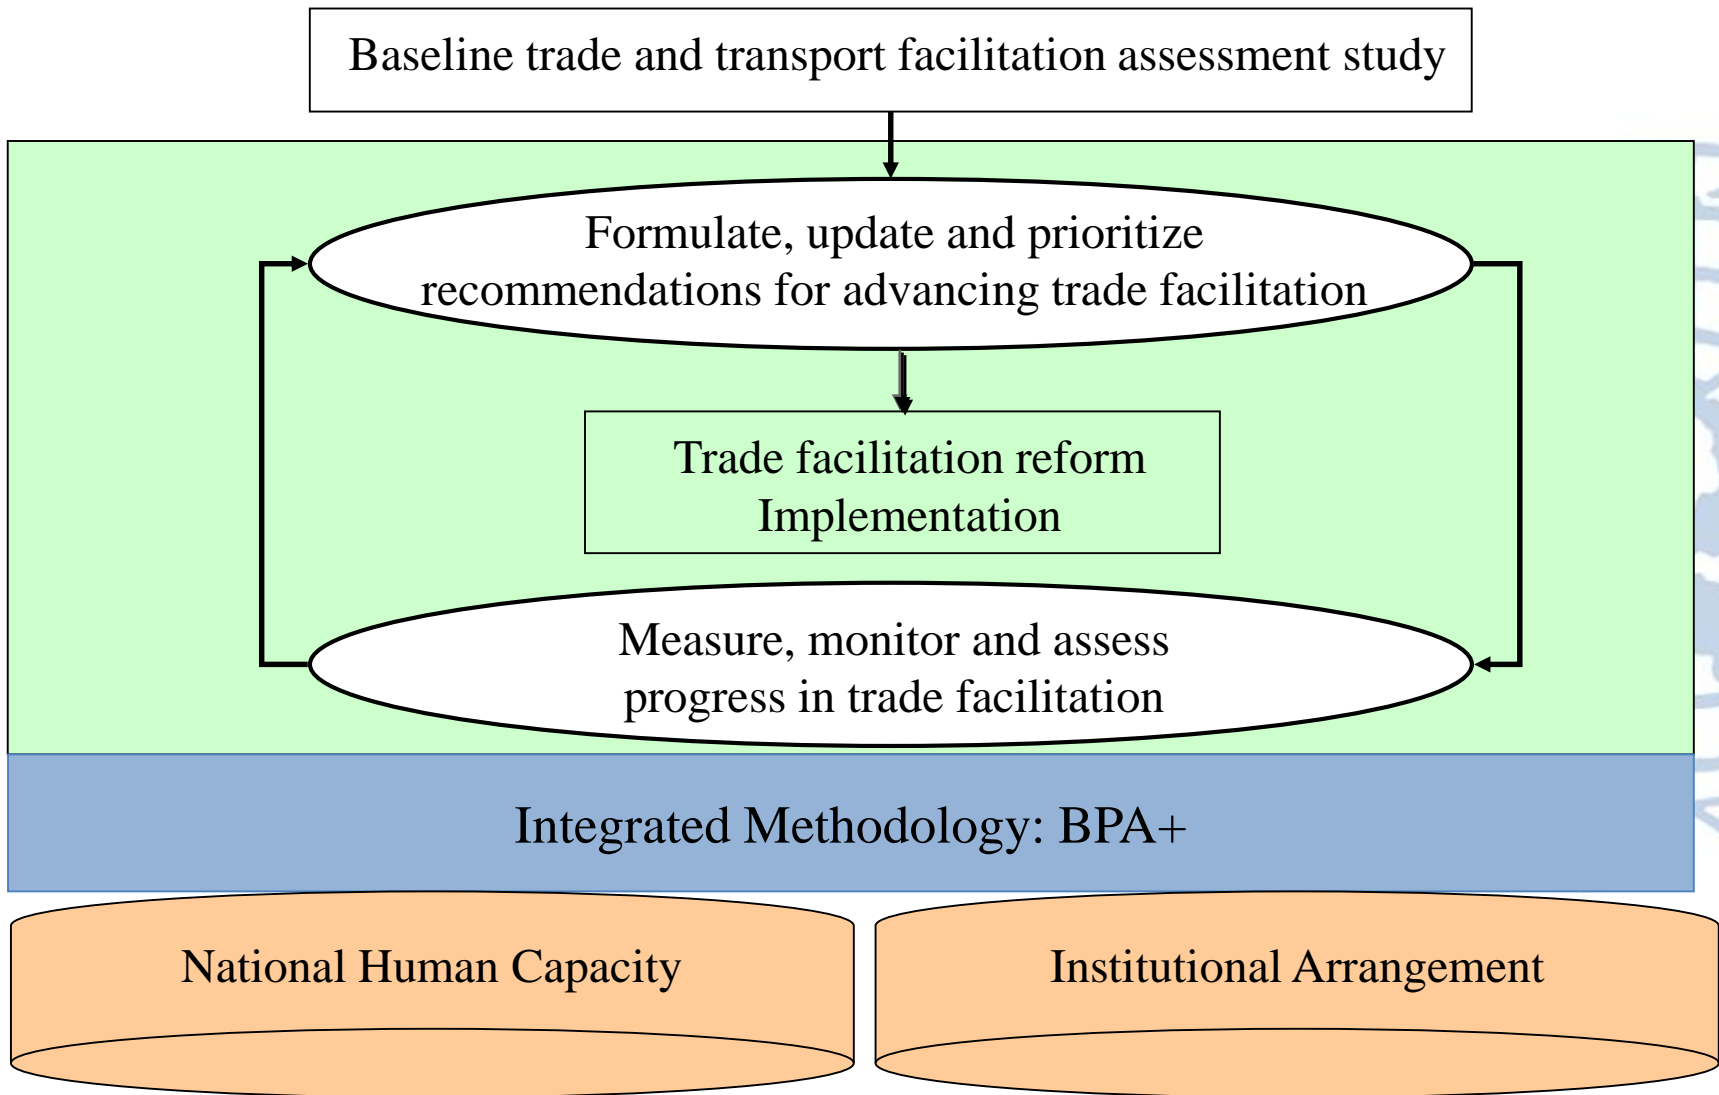 Baseline trade and transport facilitation assessment study
Formulate, update and prioritize
recommendations for advancing trade facilitation
Trade facilitation reform
Implementation
Measure, monitor and assess
progress in trade facilitation
Integrated Methodology: BPA+
National Human Capacity
Institutional Arrangement